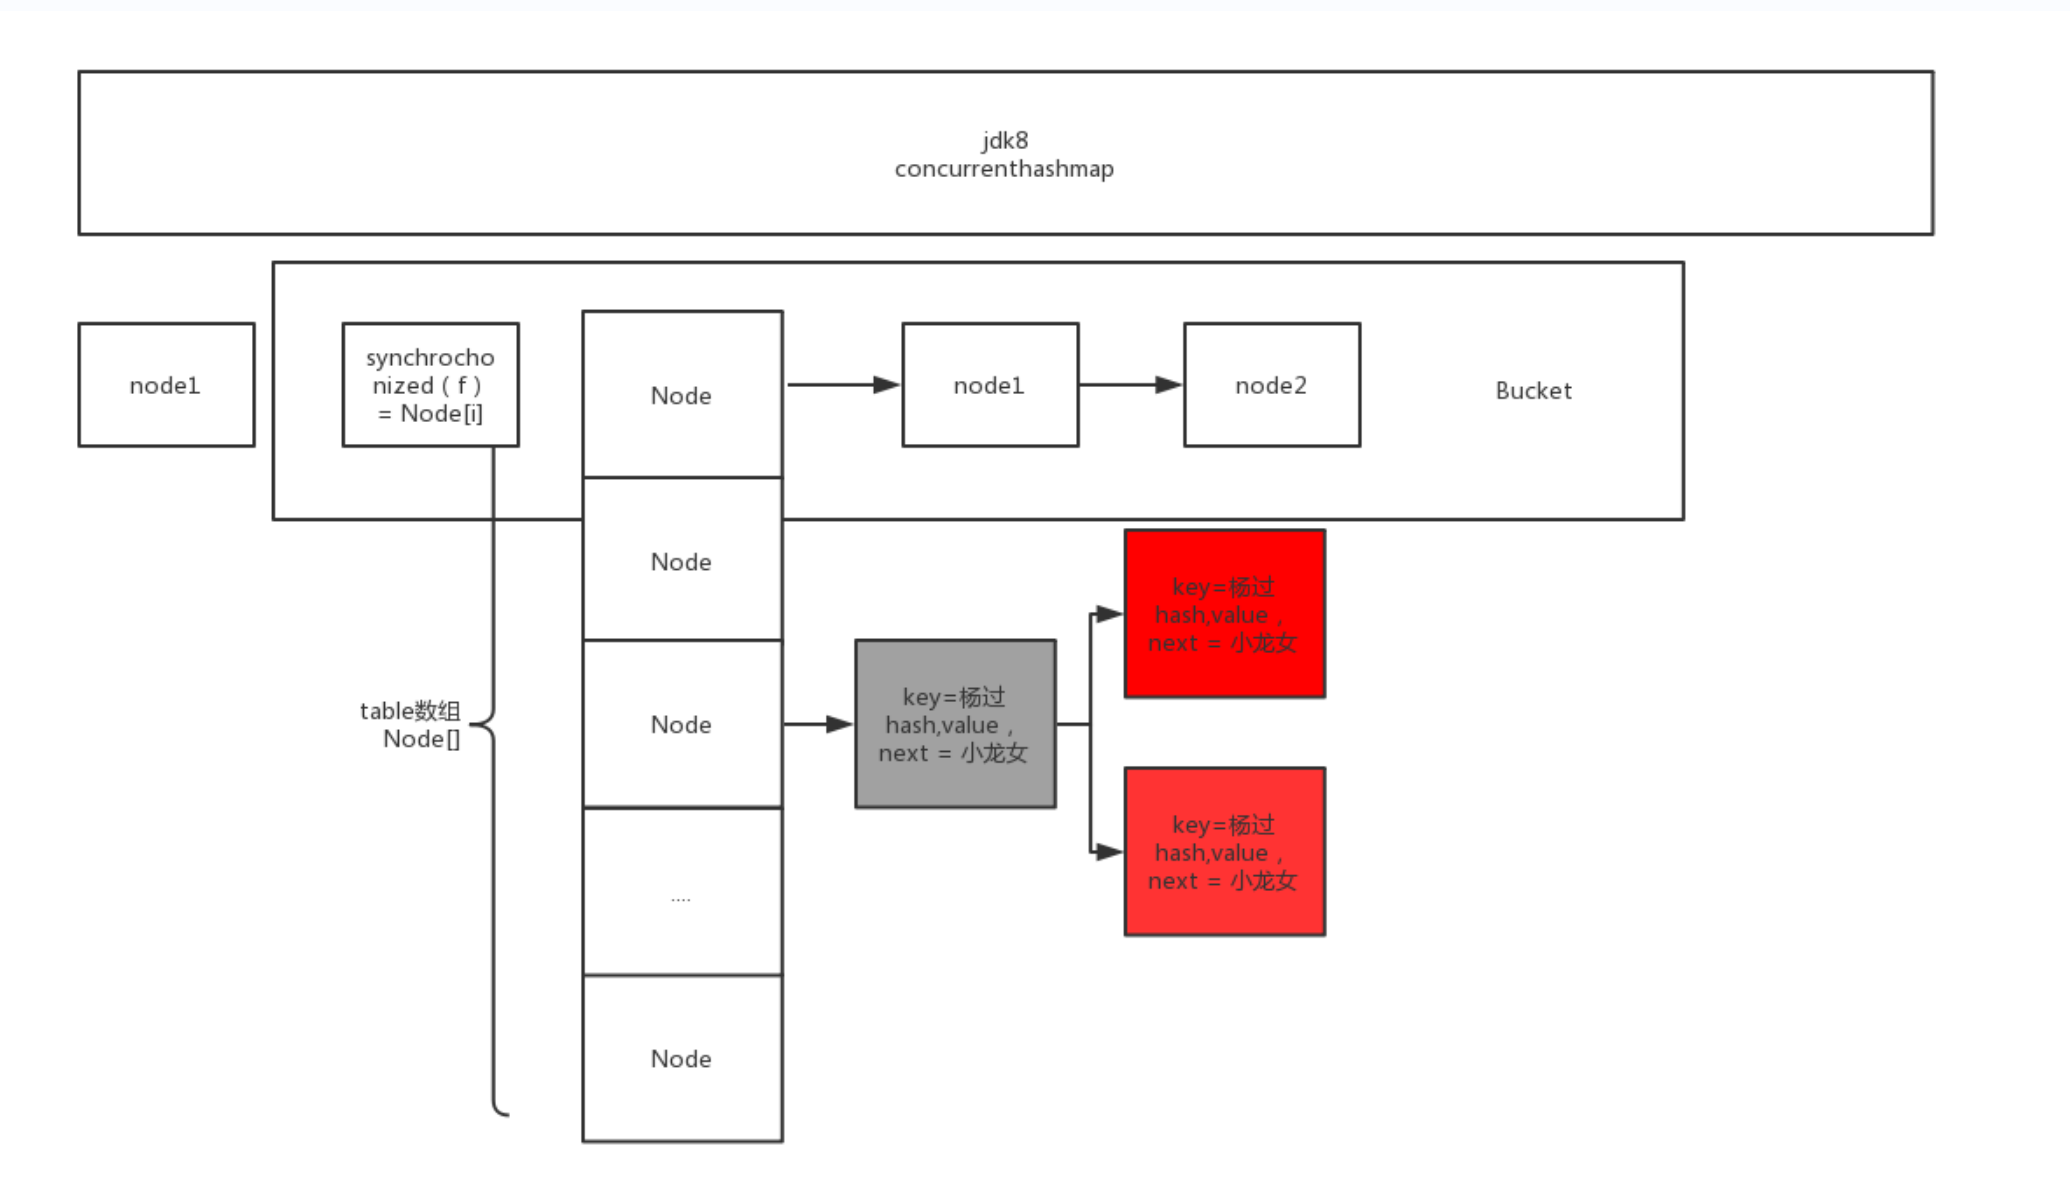 jdk8
concurrenthashmap
node1
synchrocho
nized ( f )
= Node[i]
Node
node1
node2
Bucket
Node
key=杨过
hash,value ,
next = 小龙女
table数组
Node[]
Node
key=杨过
hash,value ,
next = 小龙女
key=杨过
hash,value ,
next = 小龙女
....
Node